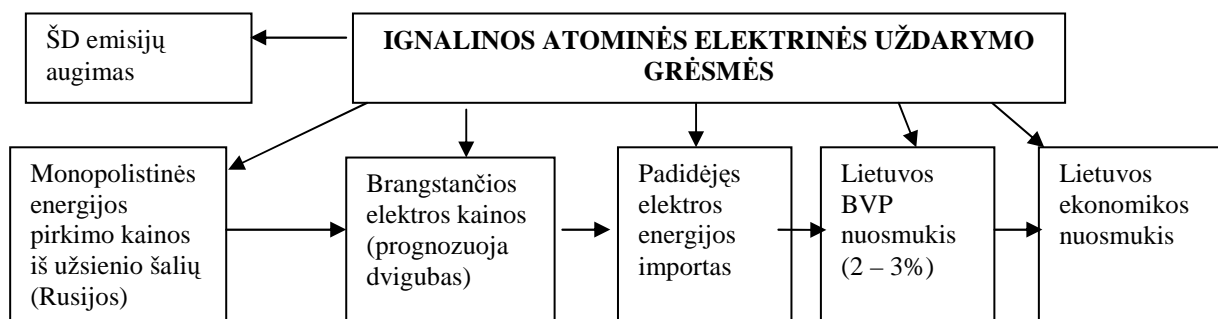 ŠD emisijų
augimas
IGNALINOS ATOMINĖS ELEKTRINĖS UŽDARYMO
GRĖSMĖS
Monopolistinės
energijos
pirkimo kainos
iš užsienio šalių
(Rusijos)
Brangstančios
elektros kainos
(prognozuoja
dvigubas)
Padidėjęs
elektros
energijos
importas
Lietuvos
BVP
nuosmukis
(2 – 3%)
Lietuvos
ekonomikos
nuosmukis